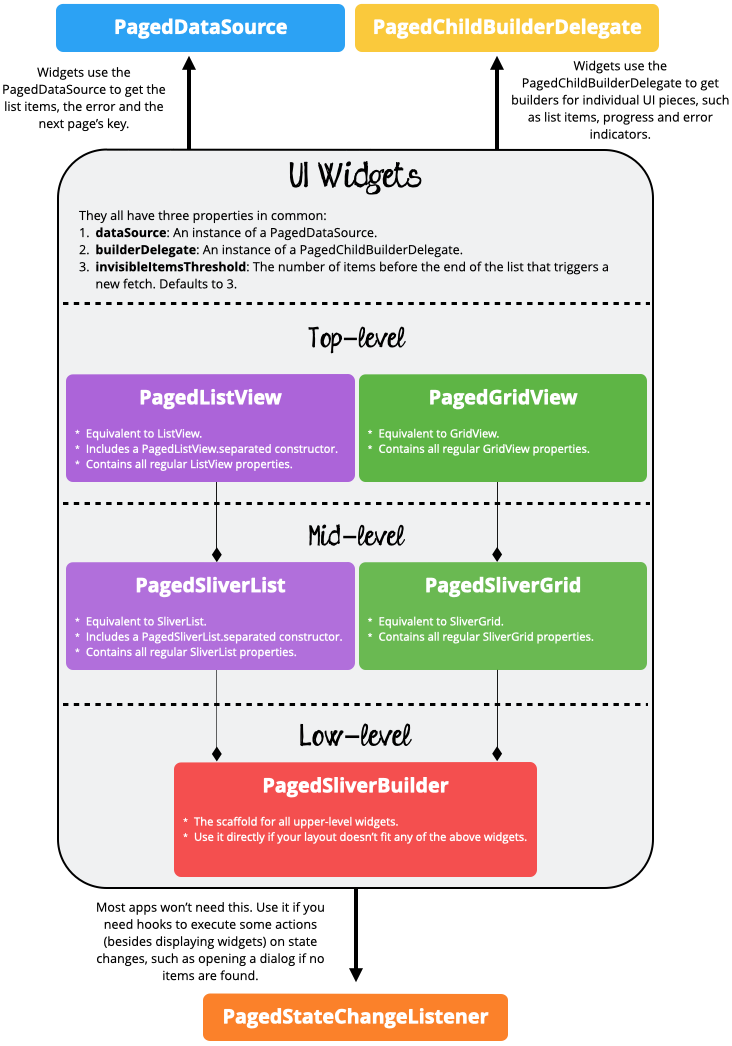 PagedDataSource
PagedChildBuilderDelegate
Widgets use the
PagedDataSource to get the
list items, the error and the
next page’s key.
Widgets use the
PagedChildBuilderDelegate to get
builders for individual UI pieces, such
as list items, progress and error
indicators.
UI Widgets
They all have three properties in common:
1. dataSource: An instance of a PagedDataSource.
2. builderDelegate: An instance of a PagedChildBuilderDelegate.
3. invisibleItemsThreshold: The number of items before the end of the list that triggers a
new fetch. Defaults to 3.
Top-level
PagedListView
* Equivalent to ListView.
* Includes a PagedListView.separated constructor.
* Contains all regular ListView properties.
PagedGridView
* Equivalent to GridView.
* Contains all regular GridView properties.
Mid-level
PagedSliverList
* Equivalent to SliverList.
* Includes a PagedSliverList.separated constructor.
* Contains all regular SliverList properties.
PagedSliverGrid
* Equivalent to SliverGrid.
* Contains all regular SliverGrid properties.
Low-level
PagedSliverBuilder
* The scaffold for all upper-level widgets.
* Use it directly if your layout doesn’t fit any of the above widgets.
Most apps won’t need this. Use it if you
need hooks to execute some actions
(besides displaying widgets) on state
changes, such as opening a dialog if no
items are found.
PagedStateChangeListener